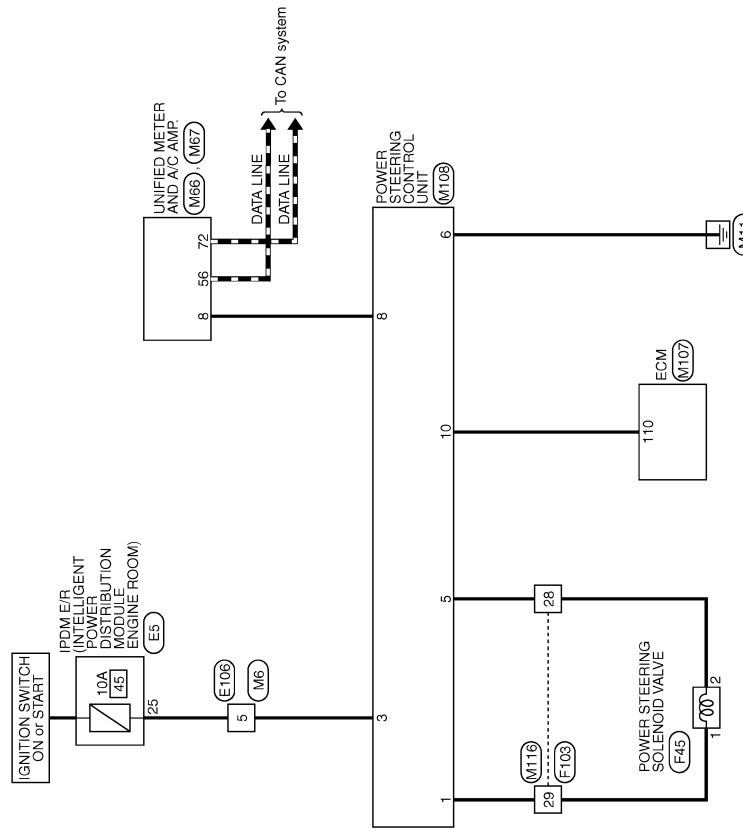 IGNITION SWITCH
ON or START
IPDM E/R
(INTELLIGENT
POWER
DISTRIBUTION
MODULE
ENGINE ROOM)
E5
10A
45
25
5
E106
M6
3
UNIFIED METER
AND A/C AMP.
M66 , M67
8
56
72
DATA LINE
DATA LINE
To CAN system
8
POWER
STEERING
CONTROL
UNIT
M108
1
5
10
6
29
M116
F103
28
POWER STEERING
SOLENOID VALVE
F45
1
2
110
ECM
M107